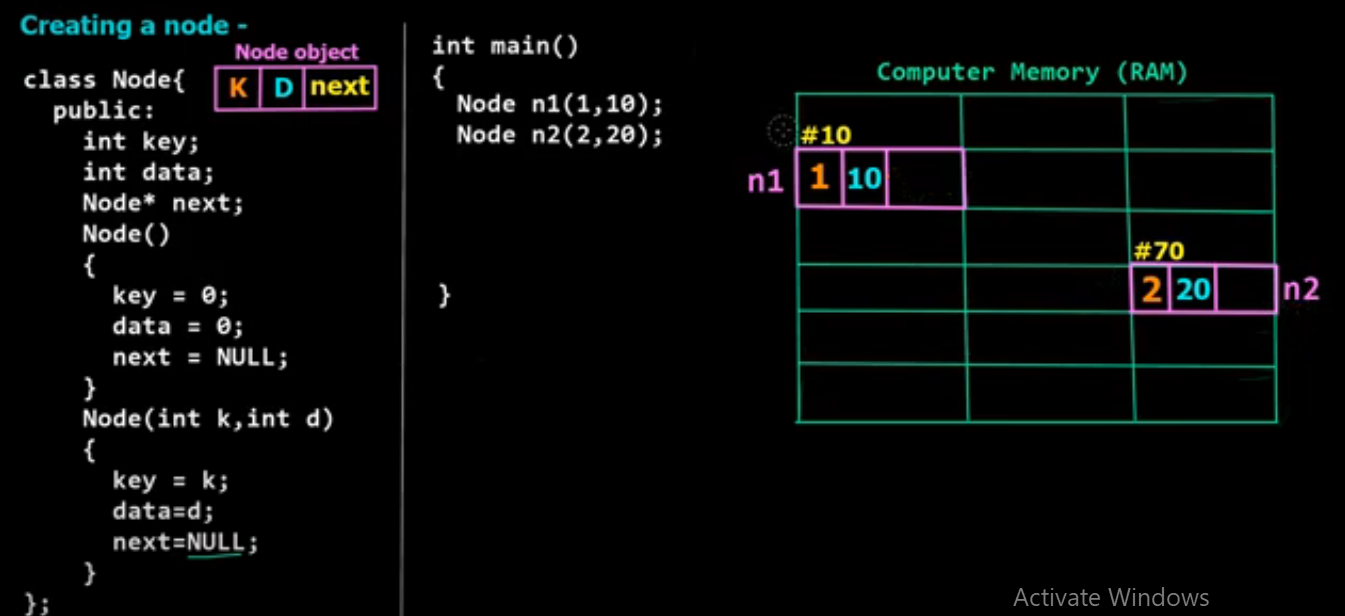 Creating a node -
Node object
K D next
class Node{
public:
int key;
int data;
Node* next;
Node()
{
key = 0;
data = 0;
next = NULL;
}
Node(int k,int d)
{
key = k;
data=d;
next=NULL;
}
};
int main()
{
Node n1(1,10);
Node n2(2,20);
}
Computer Memory (RAM)
#10
n1 1 10
#70
2 20 n2
Activate Windows